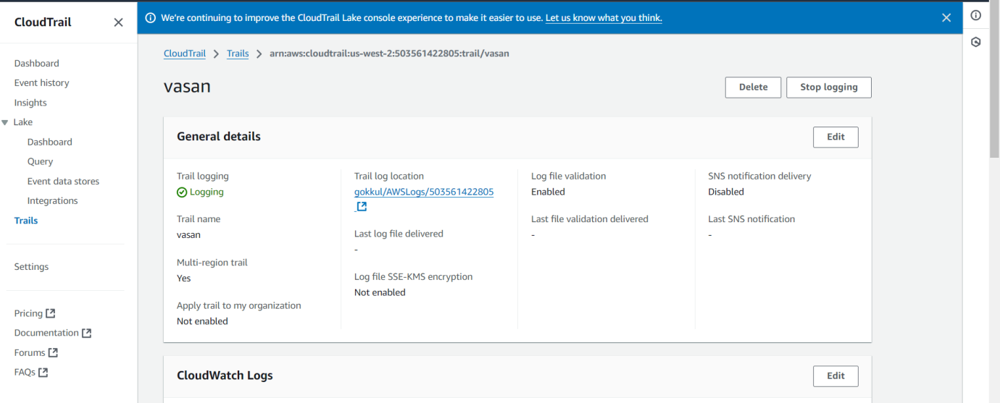 CloudTrail
We're continuing to improve the CloudTrail Lake console experience to make it easier to use. Let us know what you think.
Dashboard
Event history
Insights
Lake
Dashboard
Query
Event data stores
Integrations
Trails
Settings
Pricing
Documentation
Forums
FAQs
CloudTrail > Trails > arn:aws:cloudtrail:us-west-2:503561422805:trail/vasan
vasan
Delete
Stop logging
General details
Edit
Trail logging
Logging
Trail name
vasan
Multi-region trail
Yes
Apply trail to my organization
Not enabled
Trail log location
gokkul/AWSLogs/503561422805
Last log file delivered
-
Log file SSE-KMS encryption
Not enabled
Log file validation
Enabled
Last file validation delivered
-
SNS notification delivery
Disabled
Last SNS notification
-
CloudWatch Logs
Edit